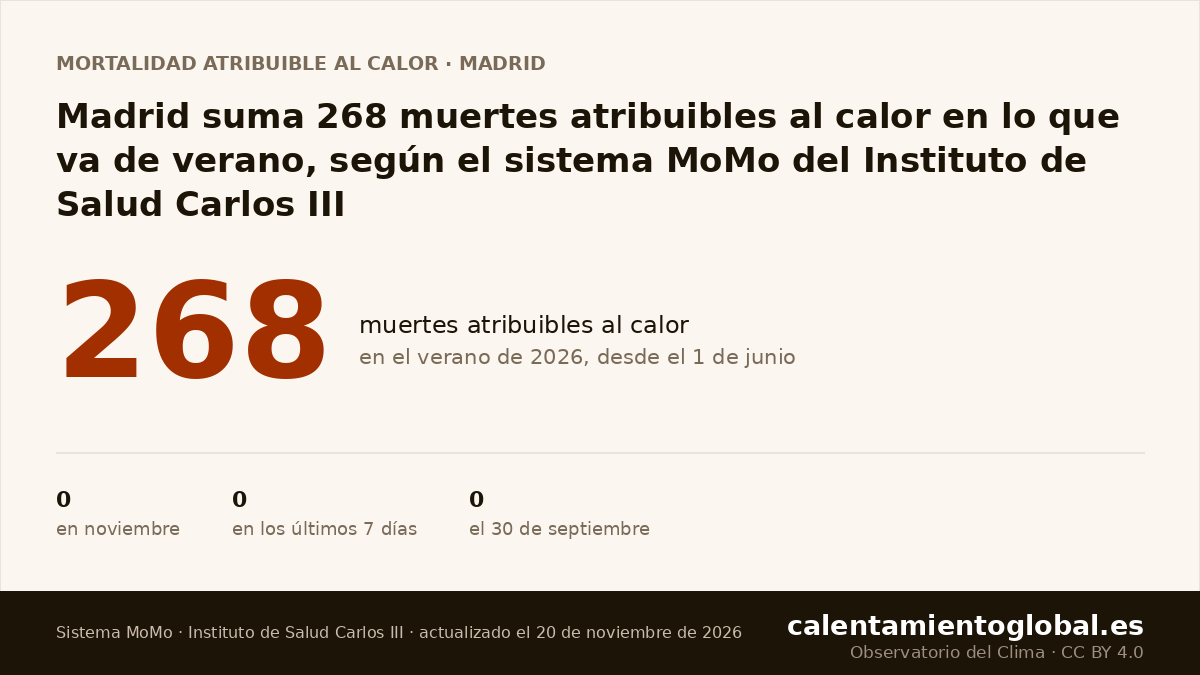 MORTALIDAD ATRIBUIBLE AL CALOR · MADRID
Madrid suma 268 muertes atribuibles al calor en lo que
va de verano, según el sistema MoMo del Instituto de
Salud Carlos III
268
muertes atribuibles al calor
en el verano de 2026, desde el 1 de junio
0
en noviembre
0
en los últimos 7 días
0
el 30 de septiembre
Sistema MoMo · Instituto de Salud Carlos III · actualizado el 20 de noviembre de 2026
calentamientoglobal.es
Observatorio del Clima · CC BY 4.0